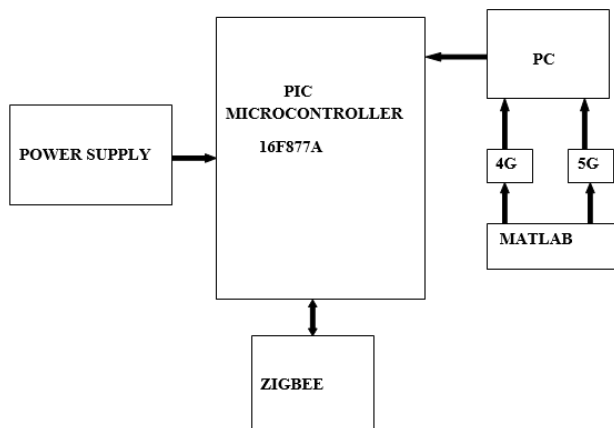 PIC
MICROCONTROLLER
16F877A
PC
POWER SUPPLY
4G
5G
MATLAB
ZIGBEE